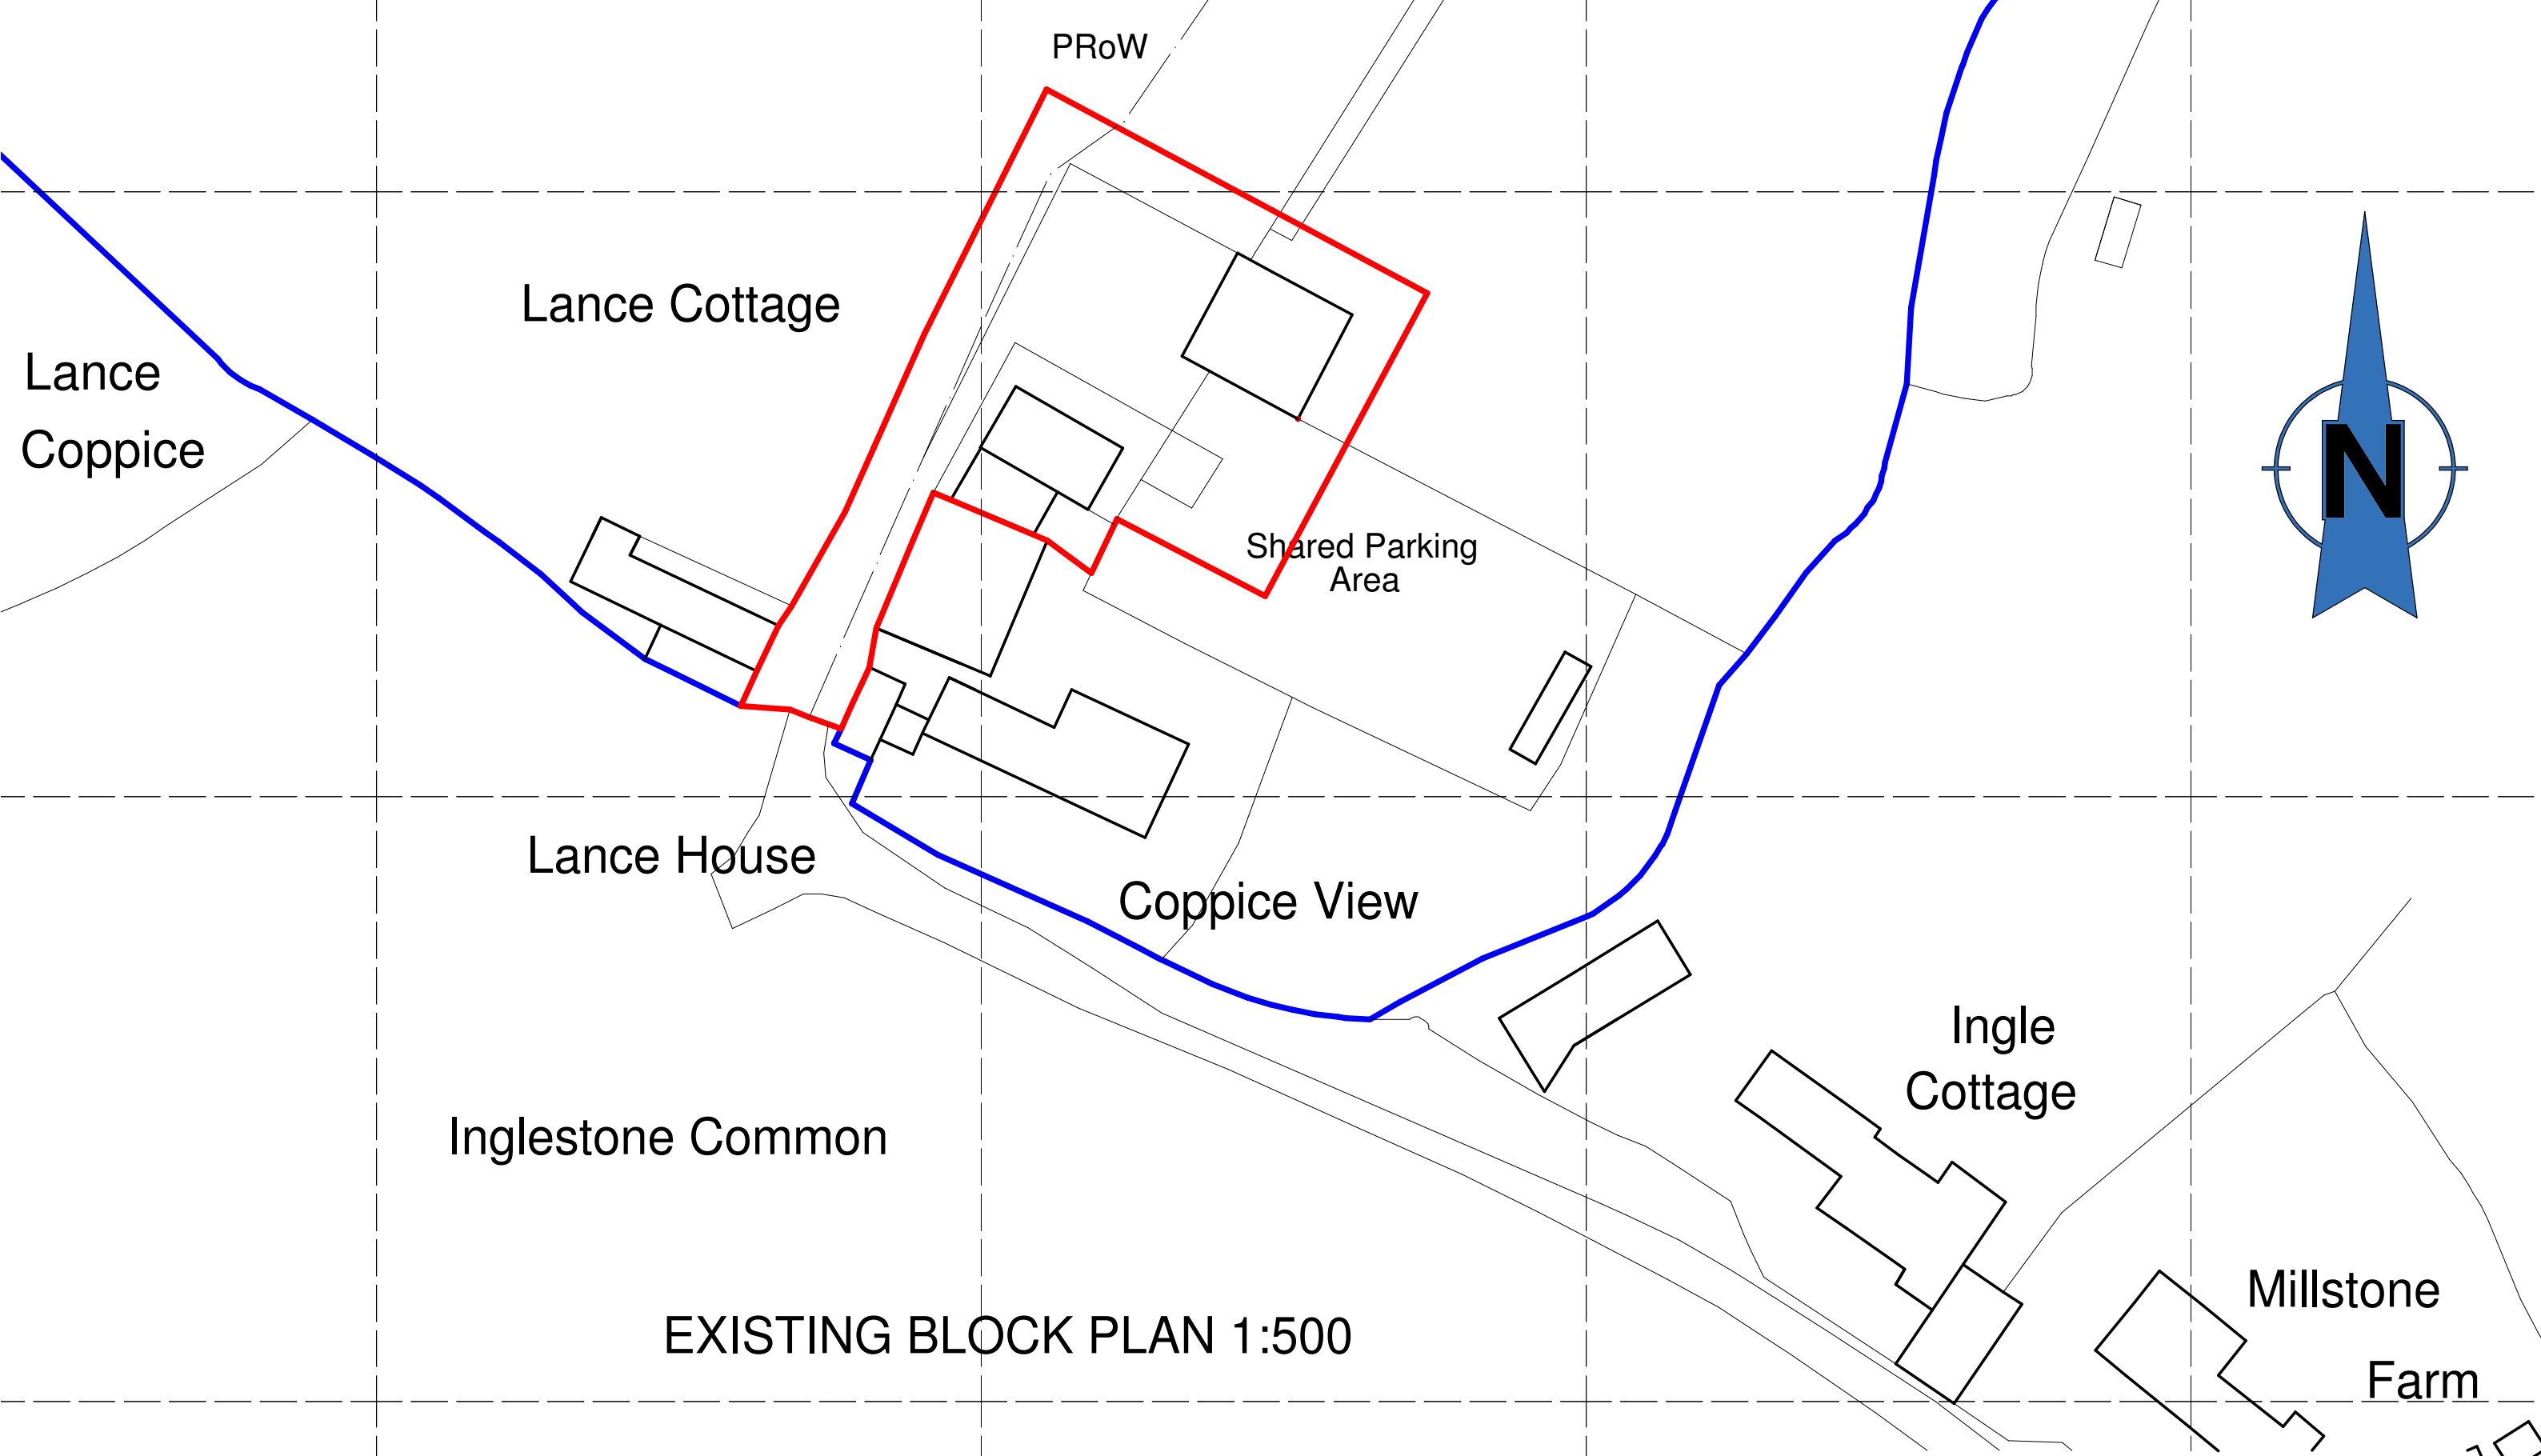 PRoW
Lance Cottage
Lance
Coppice
N
Shared Parking
Area
Lance House
Coppice View
Ingle
Cottage
Inglestone Common
Millstone
Farm
EXISTING BLOCK PLAN 1:500